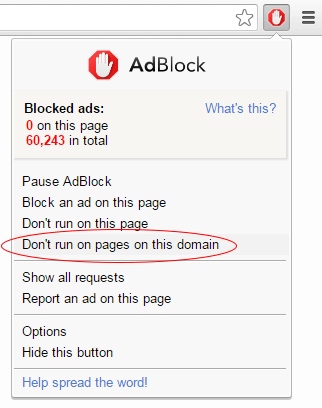 AdBlock
Blocked ads: What's this?
0 on this page
60,243 in total
Pause AdBlock
Block an ad on this page
Don't run on this page
Don't run on pages on this domain
Show all requests
Report an ad on this page
Options
Hide this button
Help spread the word!